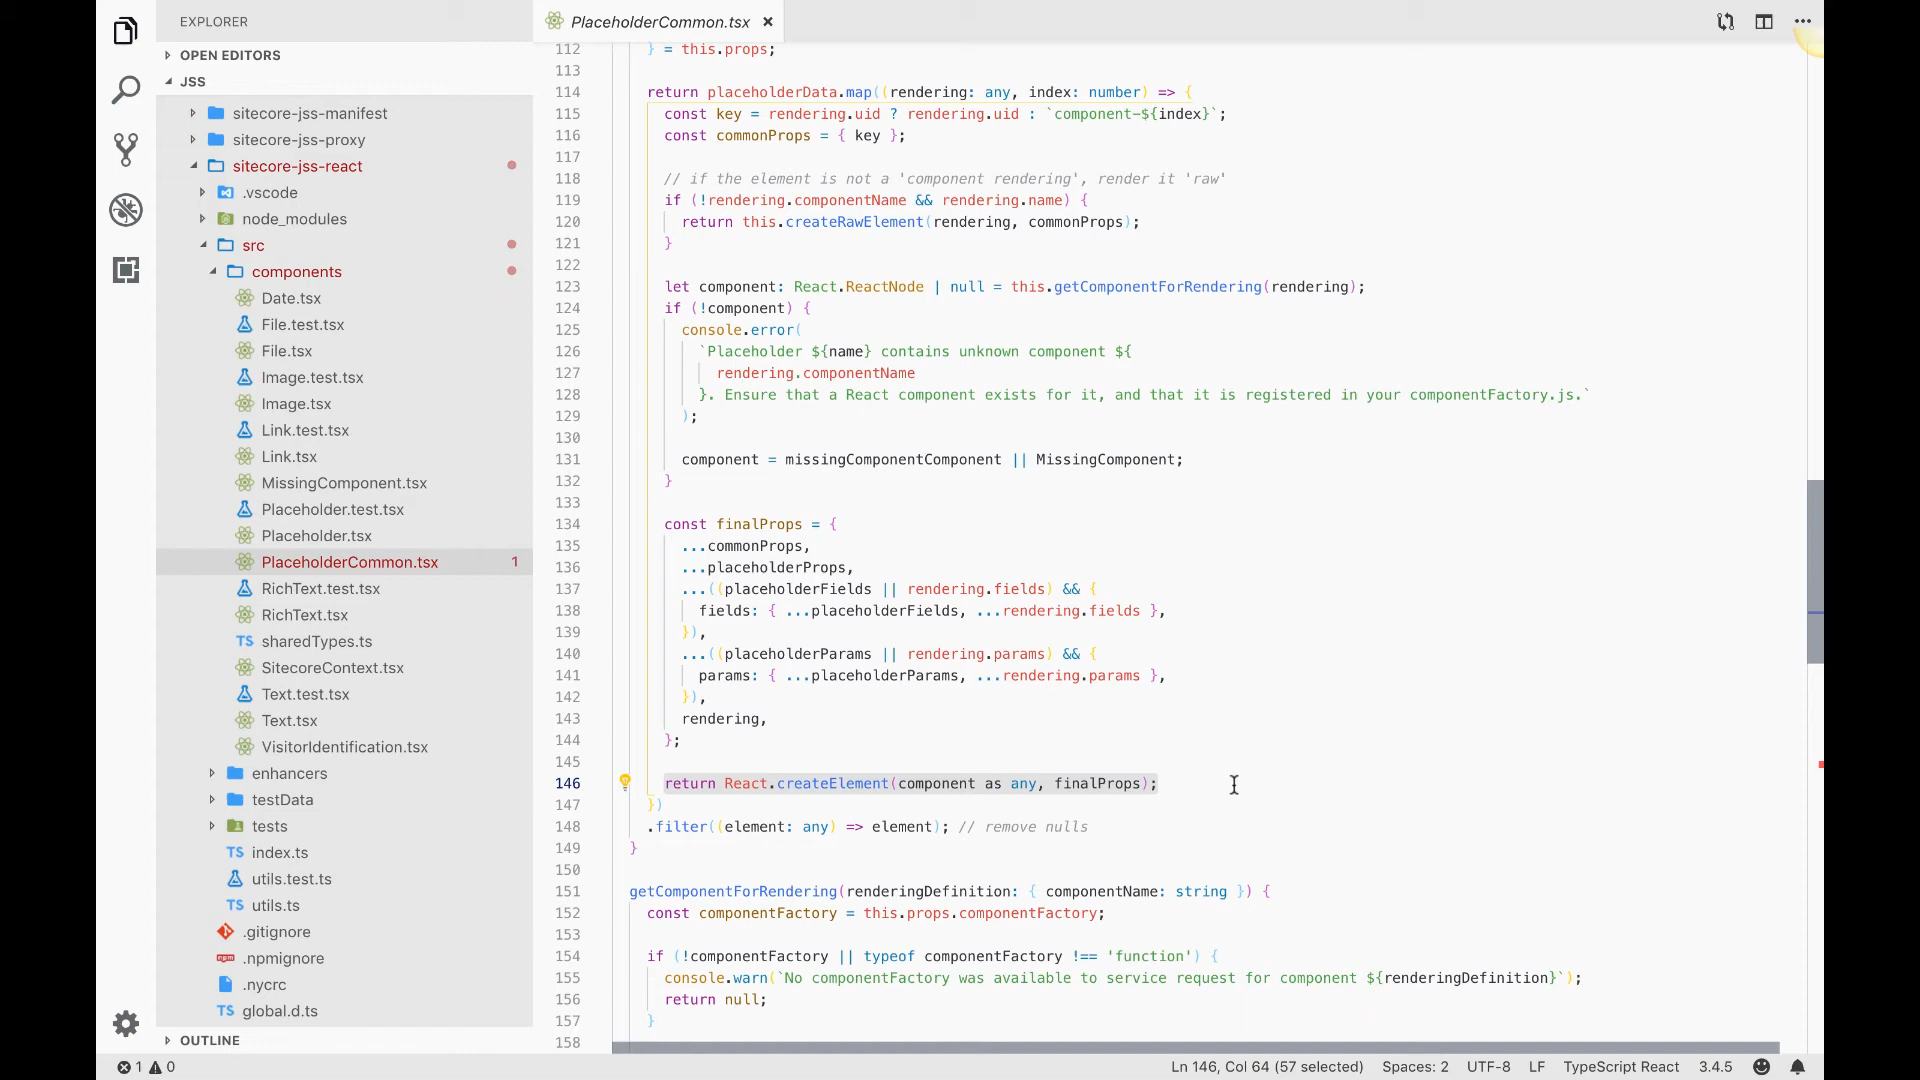 EXPLORER
OPEN EDITORS
JSS
sitecore-jss-manifest
sitecore-jss-proxy
sitecore-jss-react
.vscode
node_modules
src
components
Date.tsx
File.test.tsx
File.tsx
Image.test.tsx
Image.tsx
Link.test.tsx
Link.tsx
MissingComponent.tsx
Placeholder.test.tsx
Placeholder.tsx
PlaceholderCommon.tsx 1
RichText.test.tsx
RichText.tsx
TS sharedTypes.ts
SitecoreContext.tsx
Text.test.tsx
Text.tsx
VisitorIdentification.tsx
enhancers
testData
tests
TS index.ts
utils.test.ts
TS utils.ts
.gitignore
npm .npmignore
.nycrc
TS global.d.ts
OUTLINE
PlaceholderCommon.tsx
112 } = this.props;
113
114 return placeholderData.map((rendering: any, index: number) => {
115 const key = rendering.uid ? rendering.uid : `component-${index}`;
116 const commonProps = { key };
117
118 // if the element is not a 'component rendering', render it 'raw'
119 if (!rendering.componentName && rendering.name) {
120 return this.createRawElement(rendering, commonProps);
121 }
122
123 let component: React.ReactNode | null = this.getComponentForRendering(rendering);
124 if (!component) {
125 console.error(
126 `Placeholder ${name} contains unknown component ${
127 rendering.componentName
128 }. Ensure that a React component exists for it, and that it is registered in your componentFactory.js.`
129 );
130
131 component = missingComponentComponent || MissingComponent;
132 }
133
134 const finalProps = {
135 ...commonProps,
136 ...placeholderProps,
137 ...((placeholderFields || rendering.fields) && {
138 fields: { ...placeholderFields, ...rendering.fields },
139 }),
140 ...((placeholderParams || rendering.params) && {
141 params: { ...placeholderParams, ...rendering.params },
142 }),
143 rendering,
144 };
145
146 return React.createElement(component as any, finalProps);
147 })
148 .filter((element: any) => element); // remove nulls
149 }
150
151 getComponentForRendering(renderingDefinition: { componentName: string }) {
152 const componentFactory = this.props.componentFactory;
153
154 if (!componentFactory || typeof componentFactory !== 'function') {
155 console.warn(`No componentFactory was available to service request for component ${renderingDefinition}`);
156 return null;
157 }
158
1 0 Ln 146, Col 64 (57 selected) Spaces: 2 UTF-8 LF TypeScript React 3.4.5